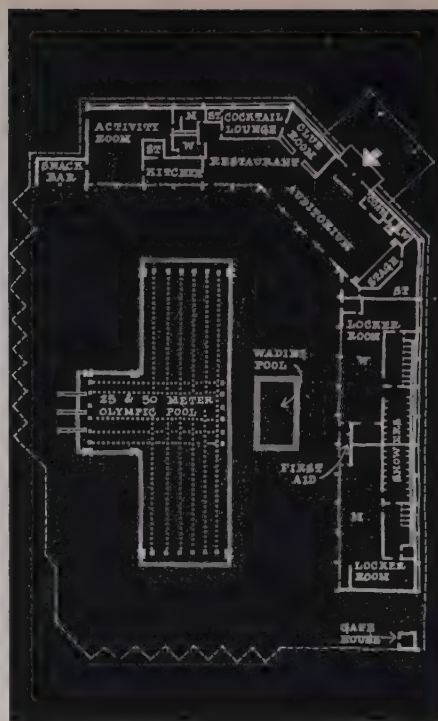 ACTIVITY
ROOM
M
W
ST
ST
COCKTAIL
LOUNGE
CLUB
ROOM
SNACK
BAR
KITCHEN
RESTAURANT
AUDITORIUM
STAGE
ST
LOCKER
ROOM
W
WADING
POOL
25 & 50 METER
OLYMPIC POOL
SHOWERS
FIRST
AID
M
LOCKER
ROOM
GATE
HOUSE